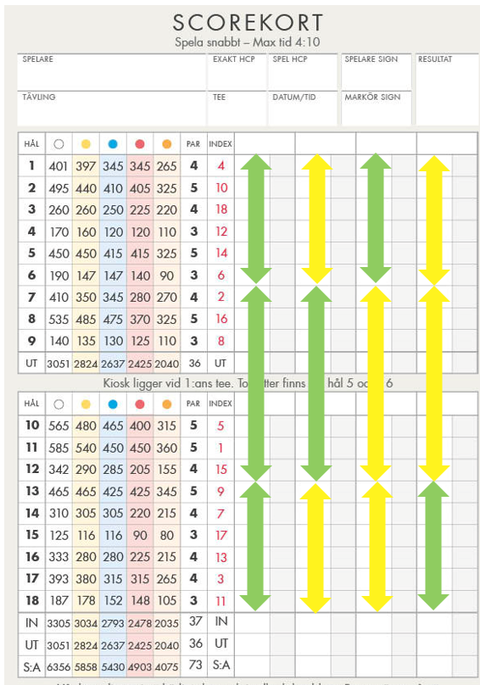 SCOREKORT
Spela snabbt – Max tid 4:10
SPELARE EXAKT HCP SPEL HCP SPELARE SIGN RESULTAT
TÄVLING TEE DATUM/TID MARKÖR SIGN
HÅL PAR INDEX
1 401 397 345 345 265 4 4
2 495 440 410 405 325 5 10
3 260 260 250 225 220 4 18
4 170 160 120 120 110 3 12
5 450 450 415 415 325 5 14
6 190 147 147 140 90 3 6
7 410 350 345 280 270 4 2
8 535 485 475 370 325 5 16
9 140 135 130 125 110 3 8
UT 3051 2824 2637 2425 2040 36 UT
Kiosk ligger vid 1:ans tee. To tter finns hål 5 oc 6
HÅL PAR INDEX
10 565 480 465 400 315 5 5
11 585 540 450 450 360 5 1
12 342 290 285 205 155 4 15
13 465 465 425 425 345 5 9
14 310 305 305 220 215 4 7
15 125 116 116 90 80 3 17
16 333 280 280 225 215 4 13
17 393 380 315 315 265 4 3
18 187 178 152 148 105 3 11
IN 3305 3034 2793 2478 2035 37 IN
UT 3051 2824 2637 2425 2040 36 UT
S:A 6356 5858 5430 4903 4075 73 S:A